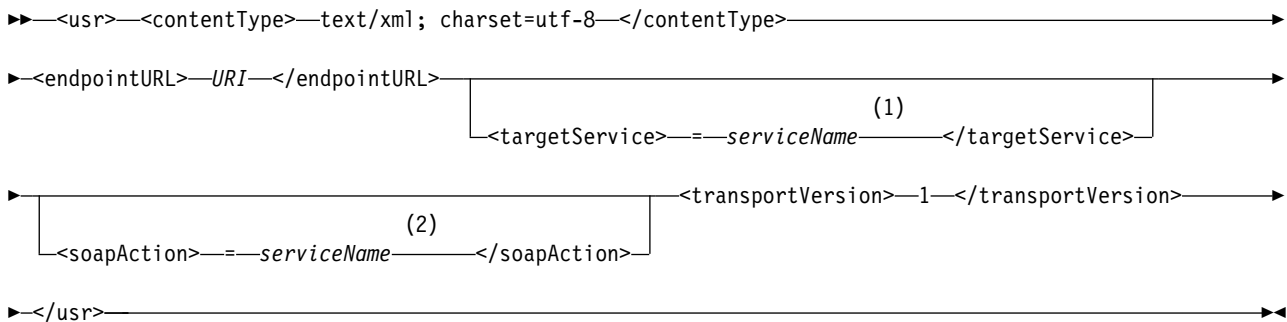 <usr> <contentType> text/xml; charset=utf-8 </contentType>
<endpointURL> URI </endpointURL>
(1)
<targetService> = serviceName </targetService>
<transportVersion> 1 </transportVersion>
(2)
<soapAction> = serviceName </soapAction>
</usr>